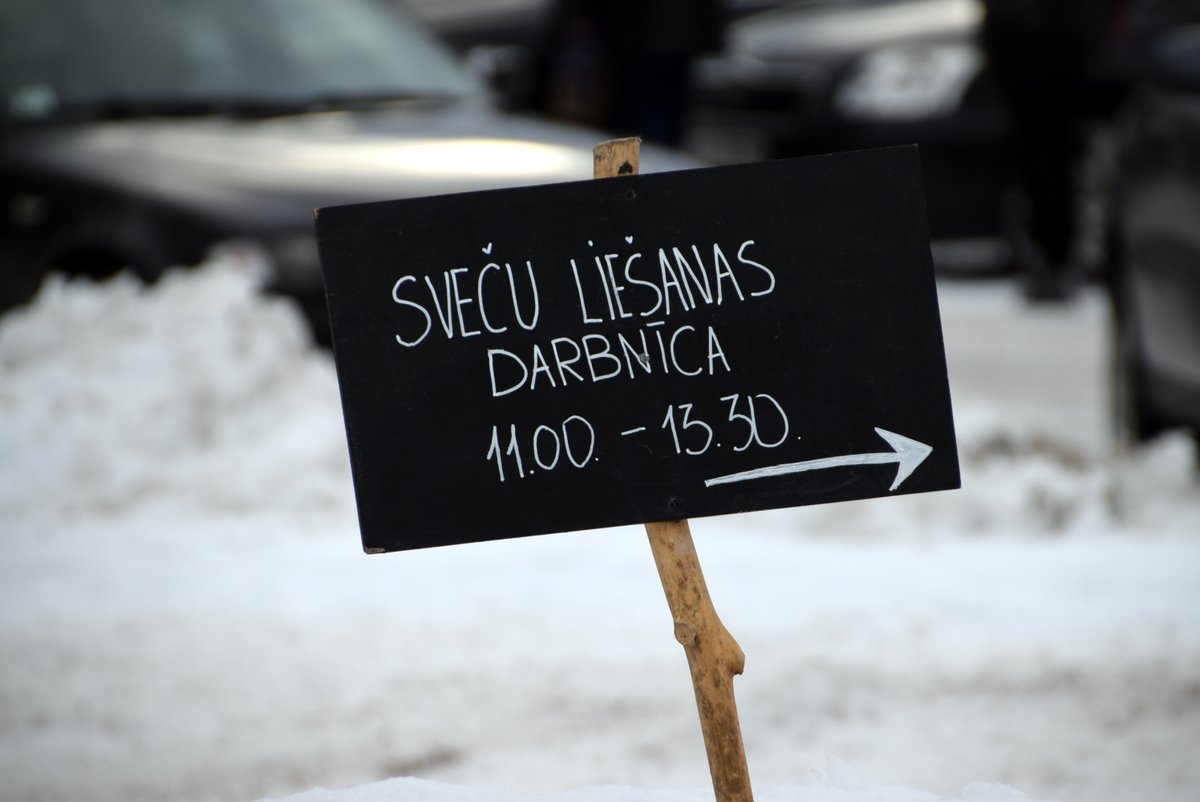 SVEČU LIEŠANAS
DARBNĪCA
11.00. - 13.30.